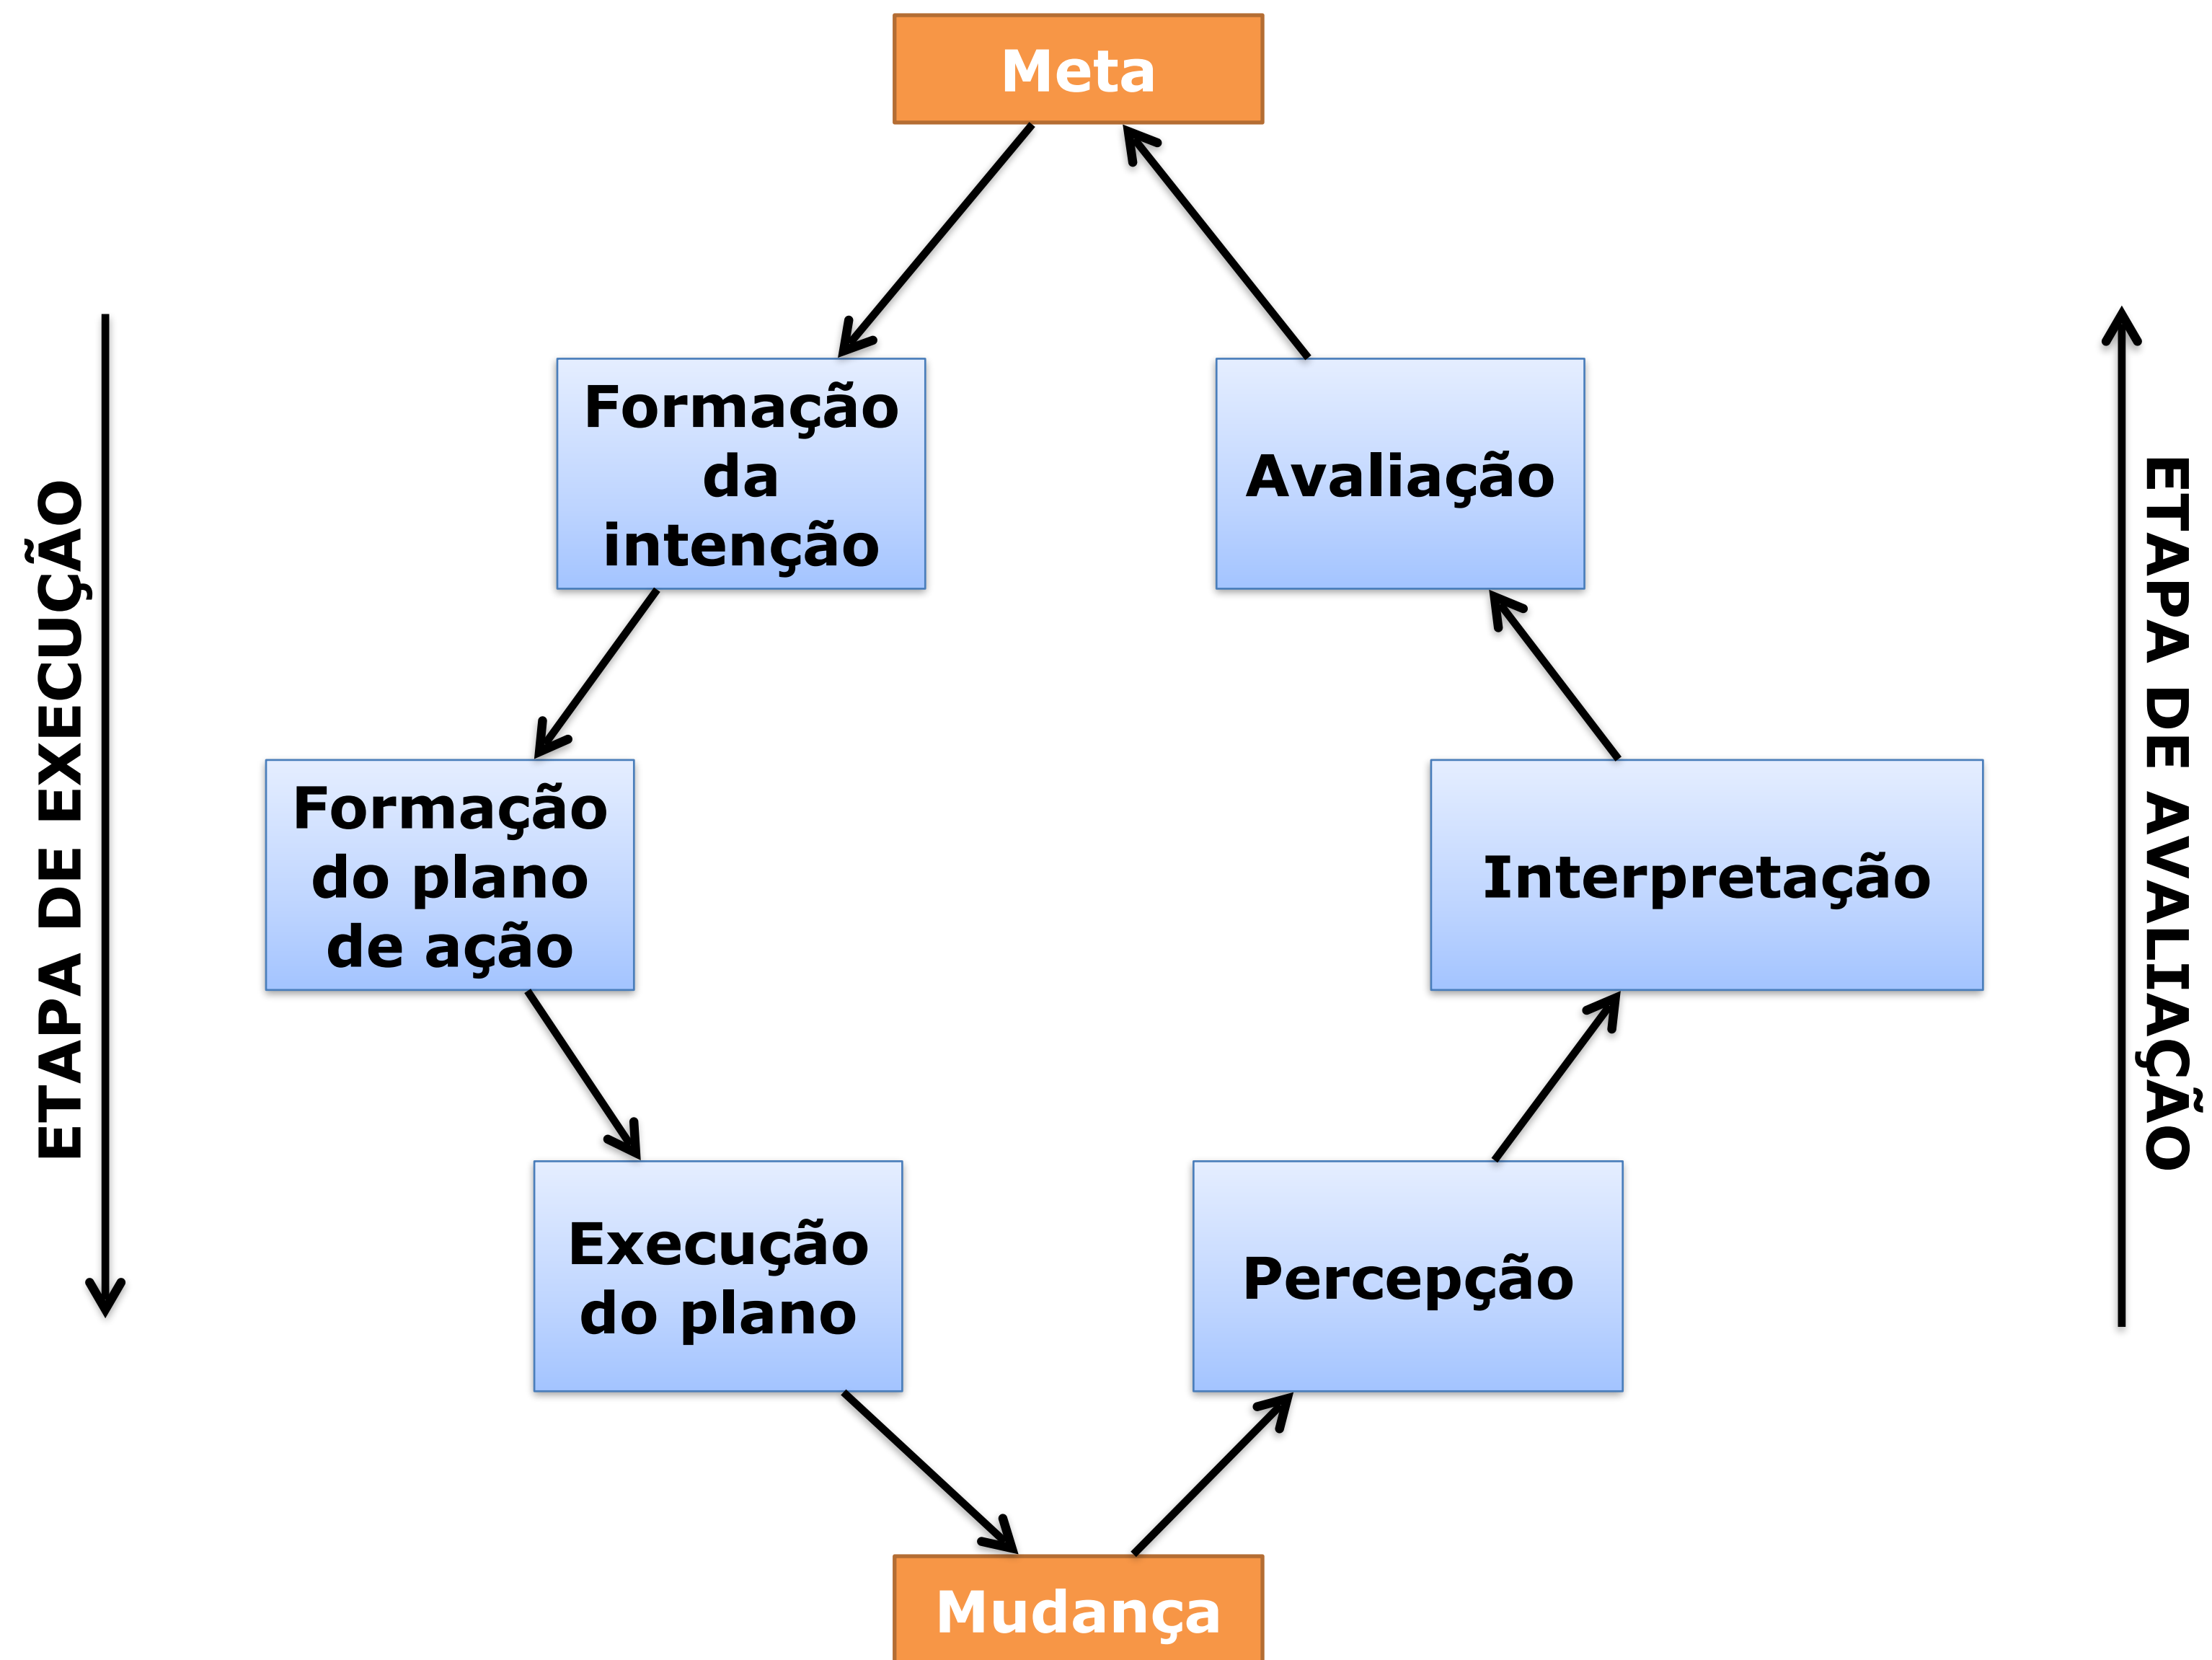 Meta
ETAPA DE EXECUÇÃO
Formação
da
intenção
Avaliação
ETAPA DE AVALIAÇÃO
Formação
do plano
de ação
Interpretação
Execução
do plano
Percepção
Mudança